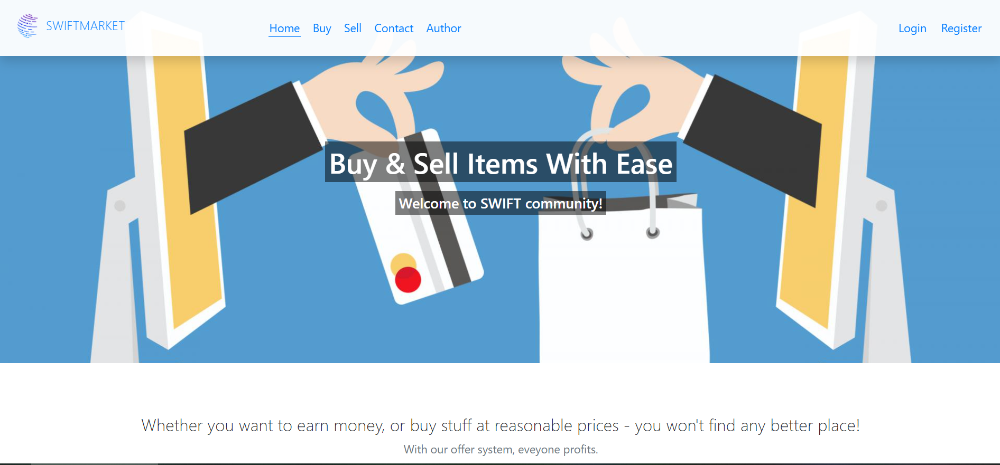 SWIFTMARKET
Home Buy Sell Contact Author
Login Register
Buy & Sell Items With Ease
Welcome to SWIFT community!
Whether you want to earn money, or buy stuff at reasonable prices - you won't find any better place!
With our offer system, eveyone profits.